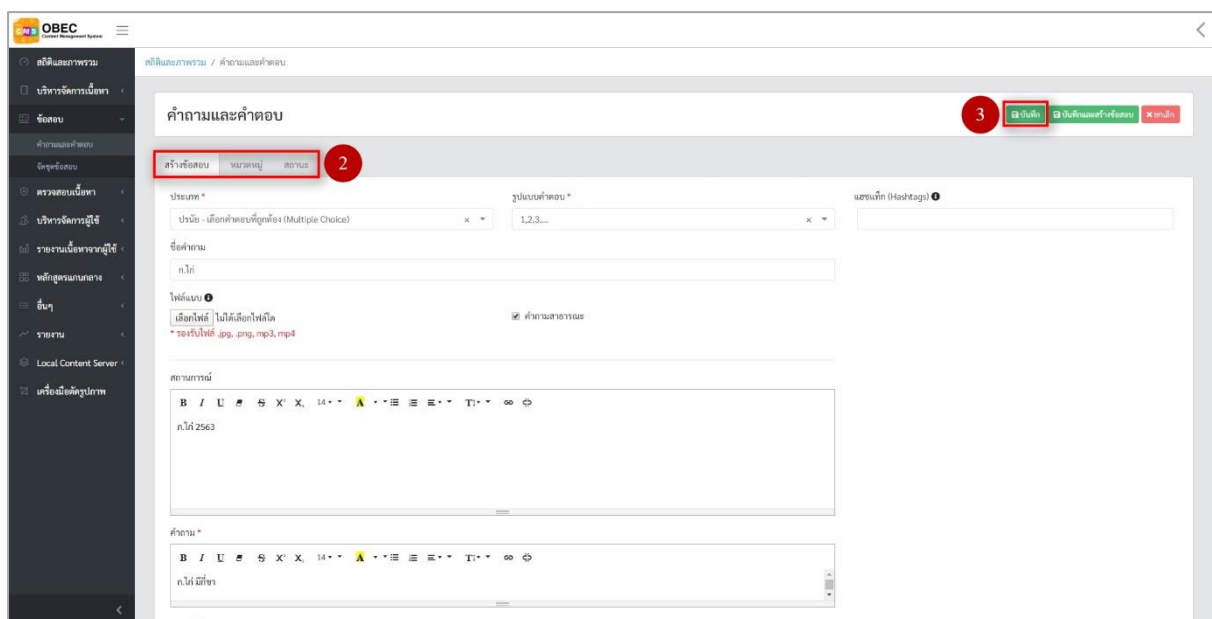 CMS OBEC
Content Management System
สถิติและภาพรวม
บริหารจัดการเนื้อหา
ข้อสอบ
คำถามและคำตอบ
จัดชุดข้อสอบ
ตรวจสอบเนื้อหา
บริหารจัดการผู้ใช้
รายงานเนื้อหาจากผู้ใช้
หลักสูตรแกนกลาง
อื่นๆ
รายงาน
Local Content Server
เครื่องมือตัดรูปภาพ
สถิติและภาพรวม / คำถามและคำตอบ
คำถามและคำตอบ
3 บันทึก บันทึกและสร้างข้อสอบ ×ยกเลิก
สร้างข้อสอบ หมวดหมู่ สถานะ 2
ประเภท * รูปแบบคำตอบ * แฮชแท็ก (Hashtags)
ปรนัย - เลือกคำตอบที่ถูกต้อง (Multiple Choice) × 1,2,3,... ×
ชื่อคำถาม
ก.ไก่
ไฟล์แนบ
เลือกไฟล์ ไม่ได้เลือกไฟล์ใด คำถามสาธารณะ
* รองรับไฟล์ .jpg, .png, mp3, mp4
สถานการณ์
B I U S X² X₂ 14 A T
ก.ไก่ 2563
คำถาม *
B I U S X² X₂ 14 A T
ก.ไก่ มีกี่ขา